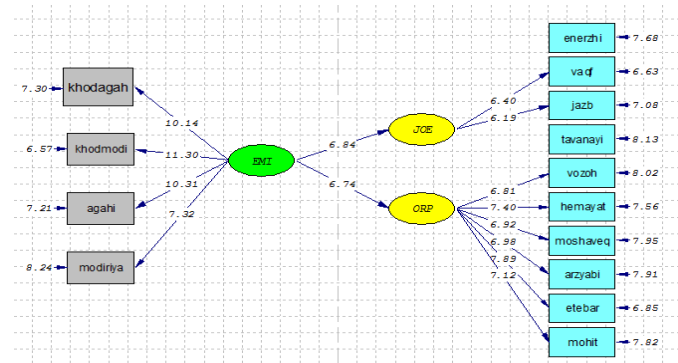 enerzhi 7.68
vaqf 6.63
7.30 khodagah
6.40
jazb 7.08
10.14
6.19
JOE
6.84
tavanayi 8.13
6.57 khodmodi
11.30
EMI
vozoh 8.02
6.81
10.31
6.74
7.40
hemayat 7.56
7.21 agahi
7.32
ORP
6.92
moshaveq 7.95
6.98
7.89
arzyabi 7.91
8.24 modiriya
7.12
etebar 6.85
mohit 7.82